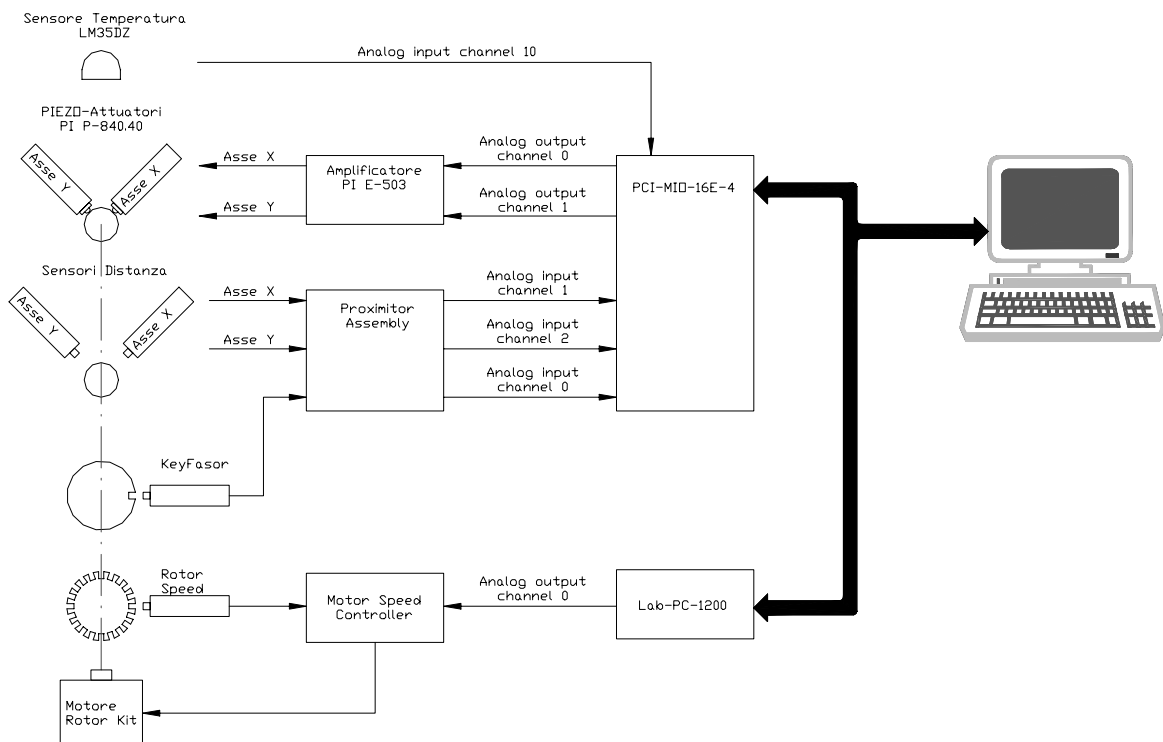 Sensore Temperatura
LM35DZ
Analog input channel 10
PIEZO-Attuatori
PI P-840.40
Asse Y
Asse X
Asse X
Asse Y
Amplificatore
PI E-503
Analog output
channel 0
Analog output
channel 1
PCI-MIO-16E-4
Sensori Distanza
Asse Y
Asse X
Asse X
Asse Y
Proximitor
Assembly
Analog input
channel 1
Analog input
channel 2
Analog input
channel 0
KeyFasor
Rotor
Speed
Motor Speed
Controller
Analog output
channel 0
Lab-PC-1200
Motore
Rotor Kit